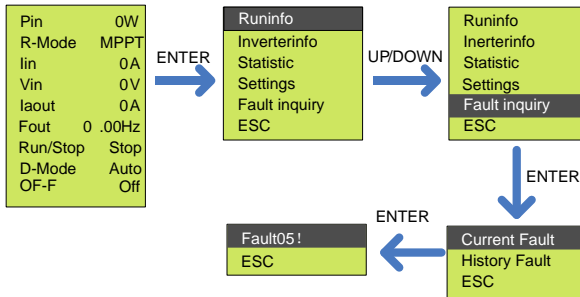 Pin 0W
R-Mode MPPT
Iin 0A
Vin 0V
Iaout 0A
Fout 0 .00Hz
Run/Stop Stop
D-Mode Auto
OF-F Off
ENTER
Runinfo
Inverterinfo
Statistic
Settings
Fault inquiry
ESC
UP/DOWN
Runinfo
Inerterinfo
Statistic
Settings
Fault inquiry
ESC
ENTER
Current Fault
History Fault
ESC
ENTER
Fault05!
ESC